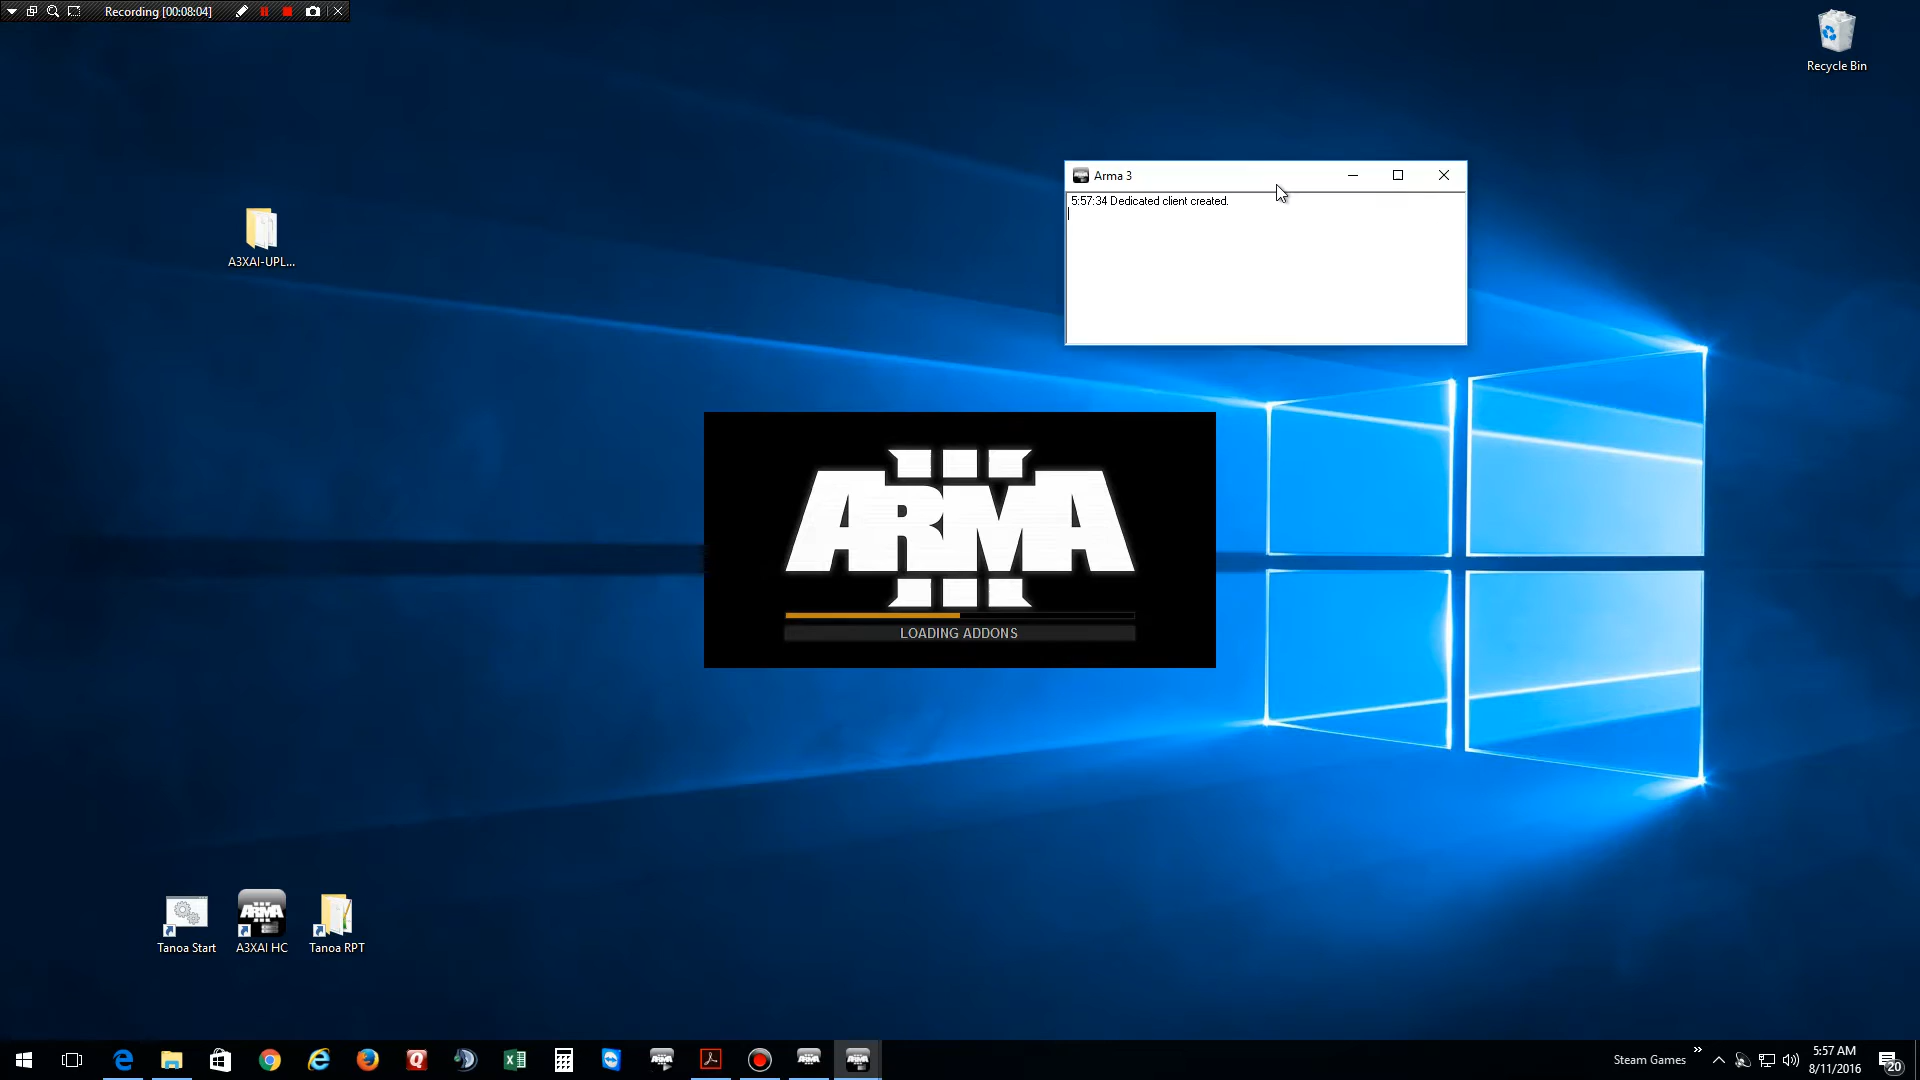 Recording [00:08:04]
Recycle Bin
Arma 3
5:57:34 Dedicated client created.
A3XAI-UPL...
ARMA
LOADING ADDONS
ARMA
Tanoa Start
A3XAI HC
Tanoa RPT
Steam Games
5:57 AM
8/11/2016
20